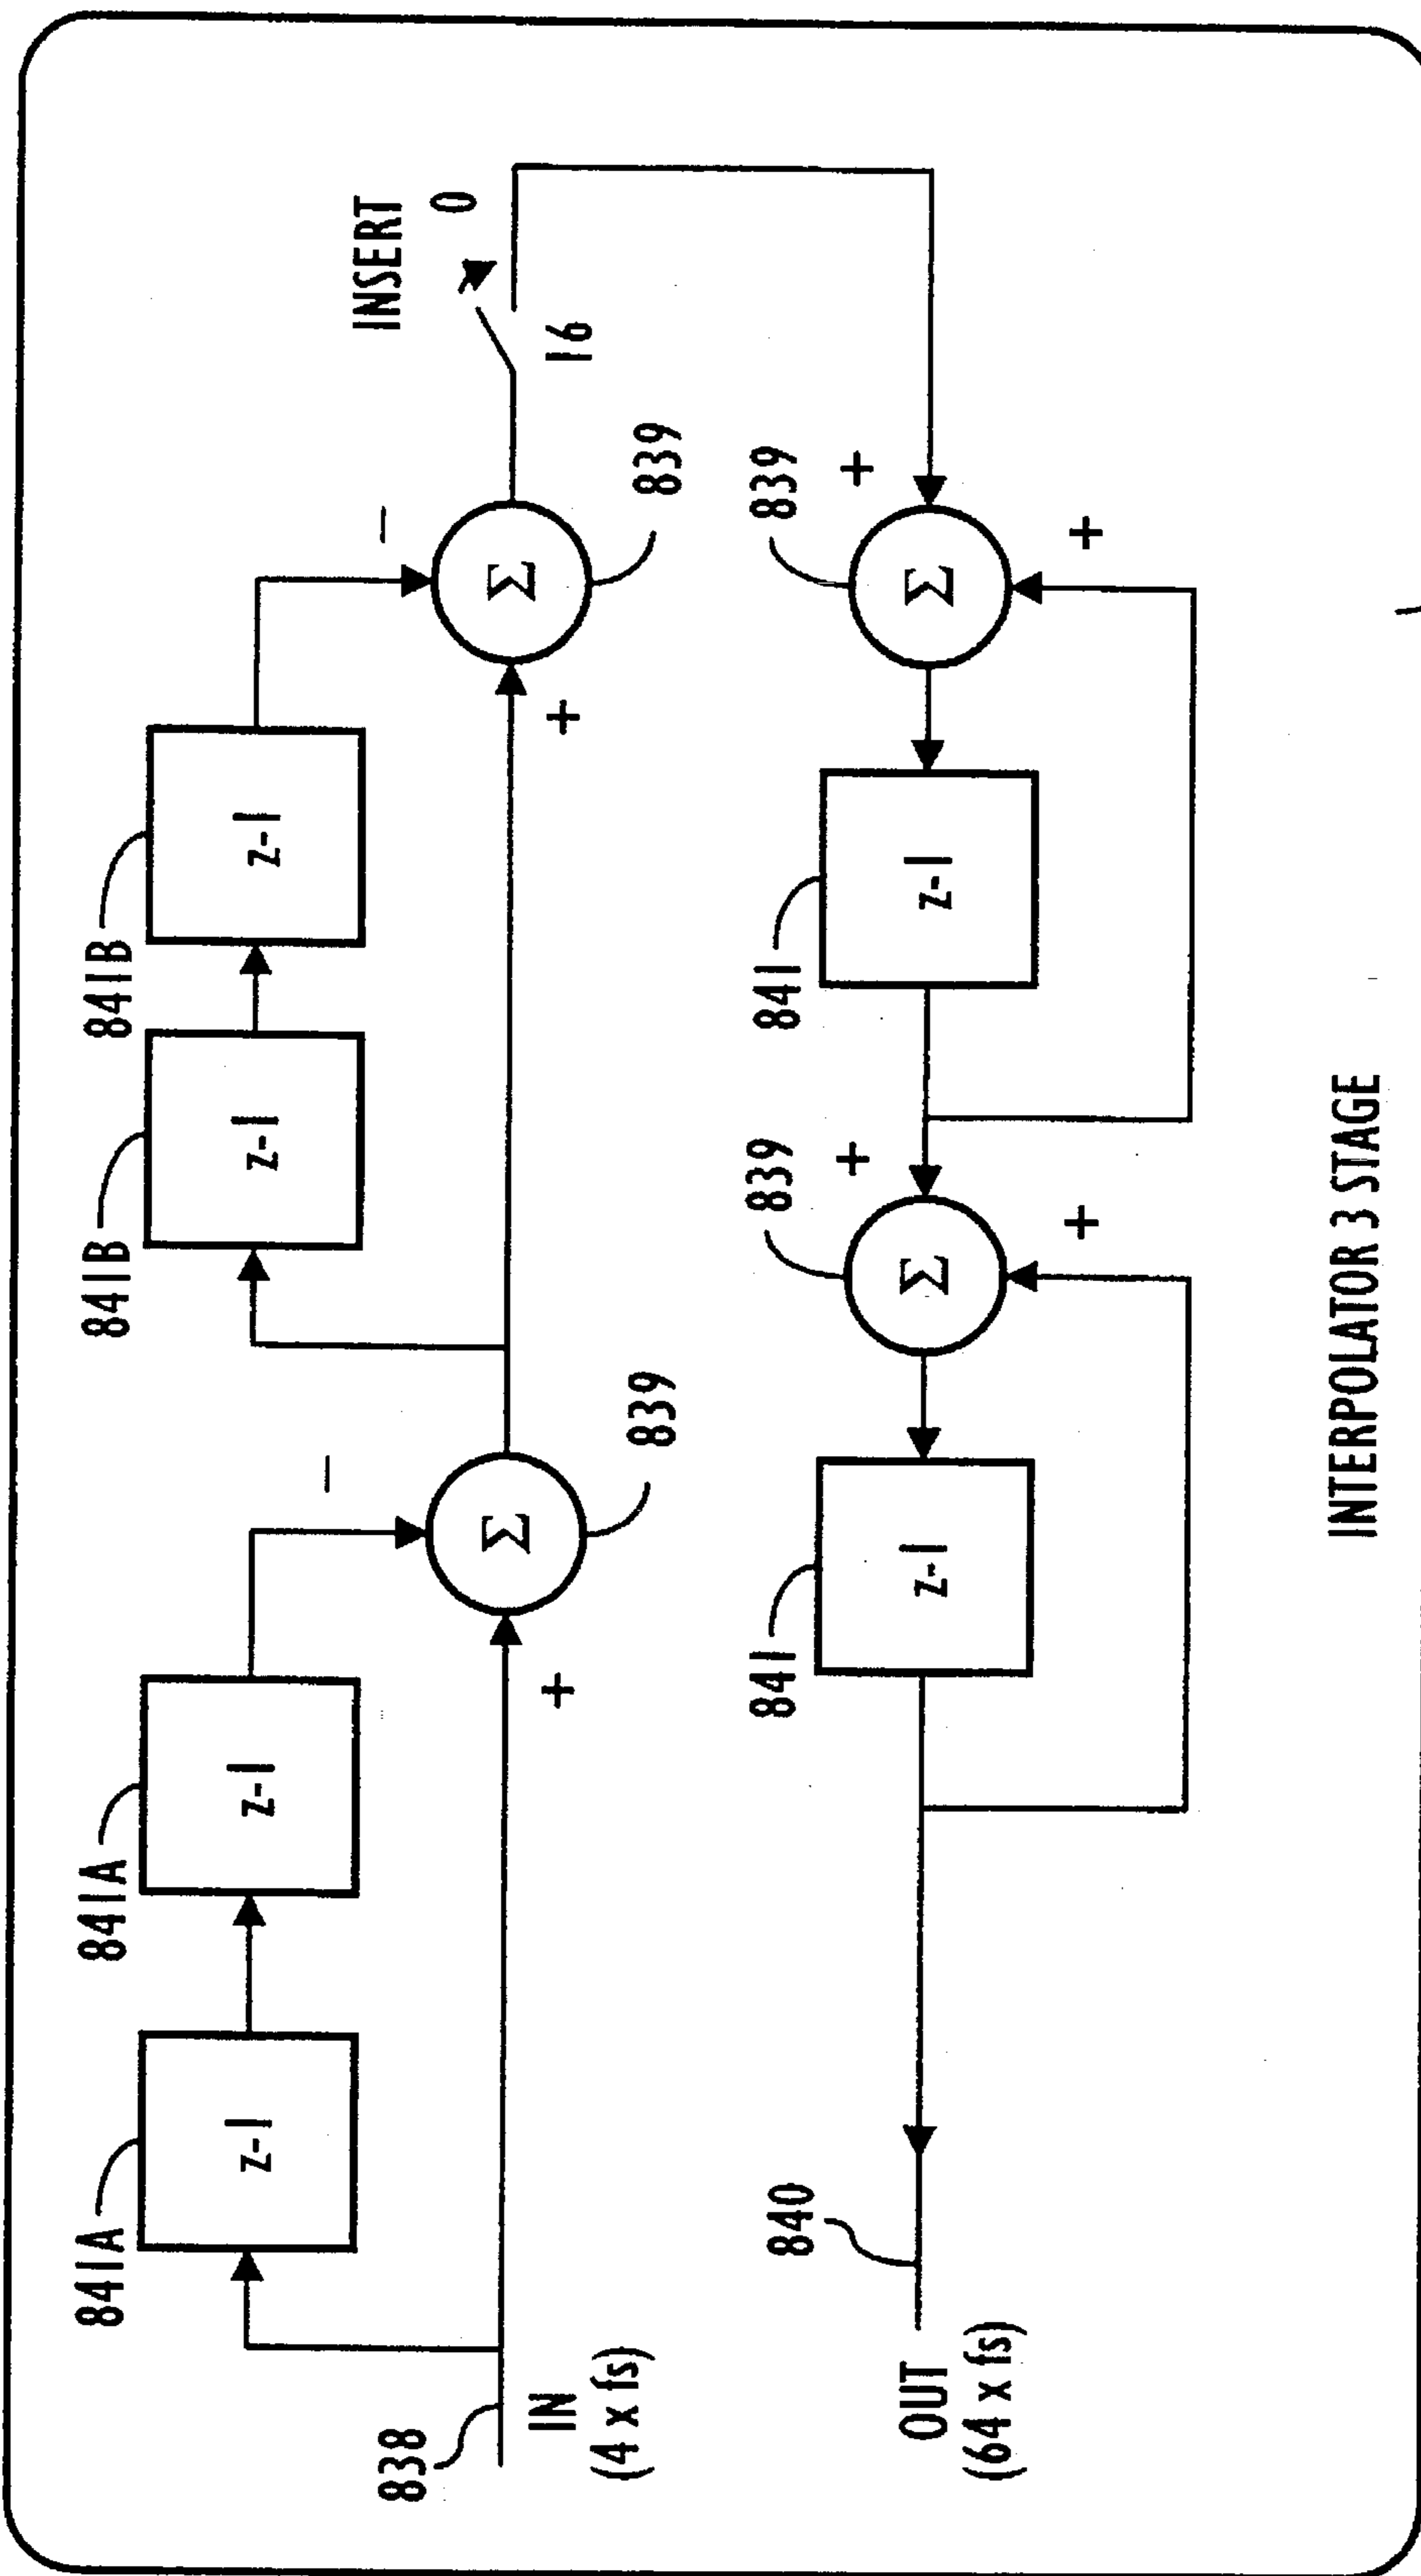 841A
841A
841B
841B
z-1
z-1
z-1
z-1
INSERT
0
-
-
838
Σ
Σ
16
IN
(4 x fs)
+
839
+
839
840
841
839
841
839
+
+
OUT
(64 x fs)
z-1
Σ
z-1
Σ
+
+
INTERPOLATOR 3 STAGE